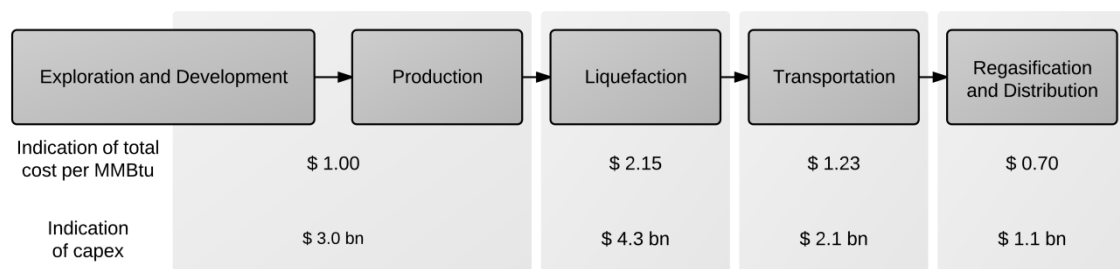 Exploration and Development
Production
Liquefaction
Transportation
Regasification
and Distribution
Indication of total
cost per MMBtu
$ 1.00
$ 2.15
$ 1.23
$ 0.70
Indication
of capex
$ 3.0 bn
$ 4.3 bn
$ 2.1 bn
$ 1.1 bn